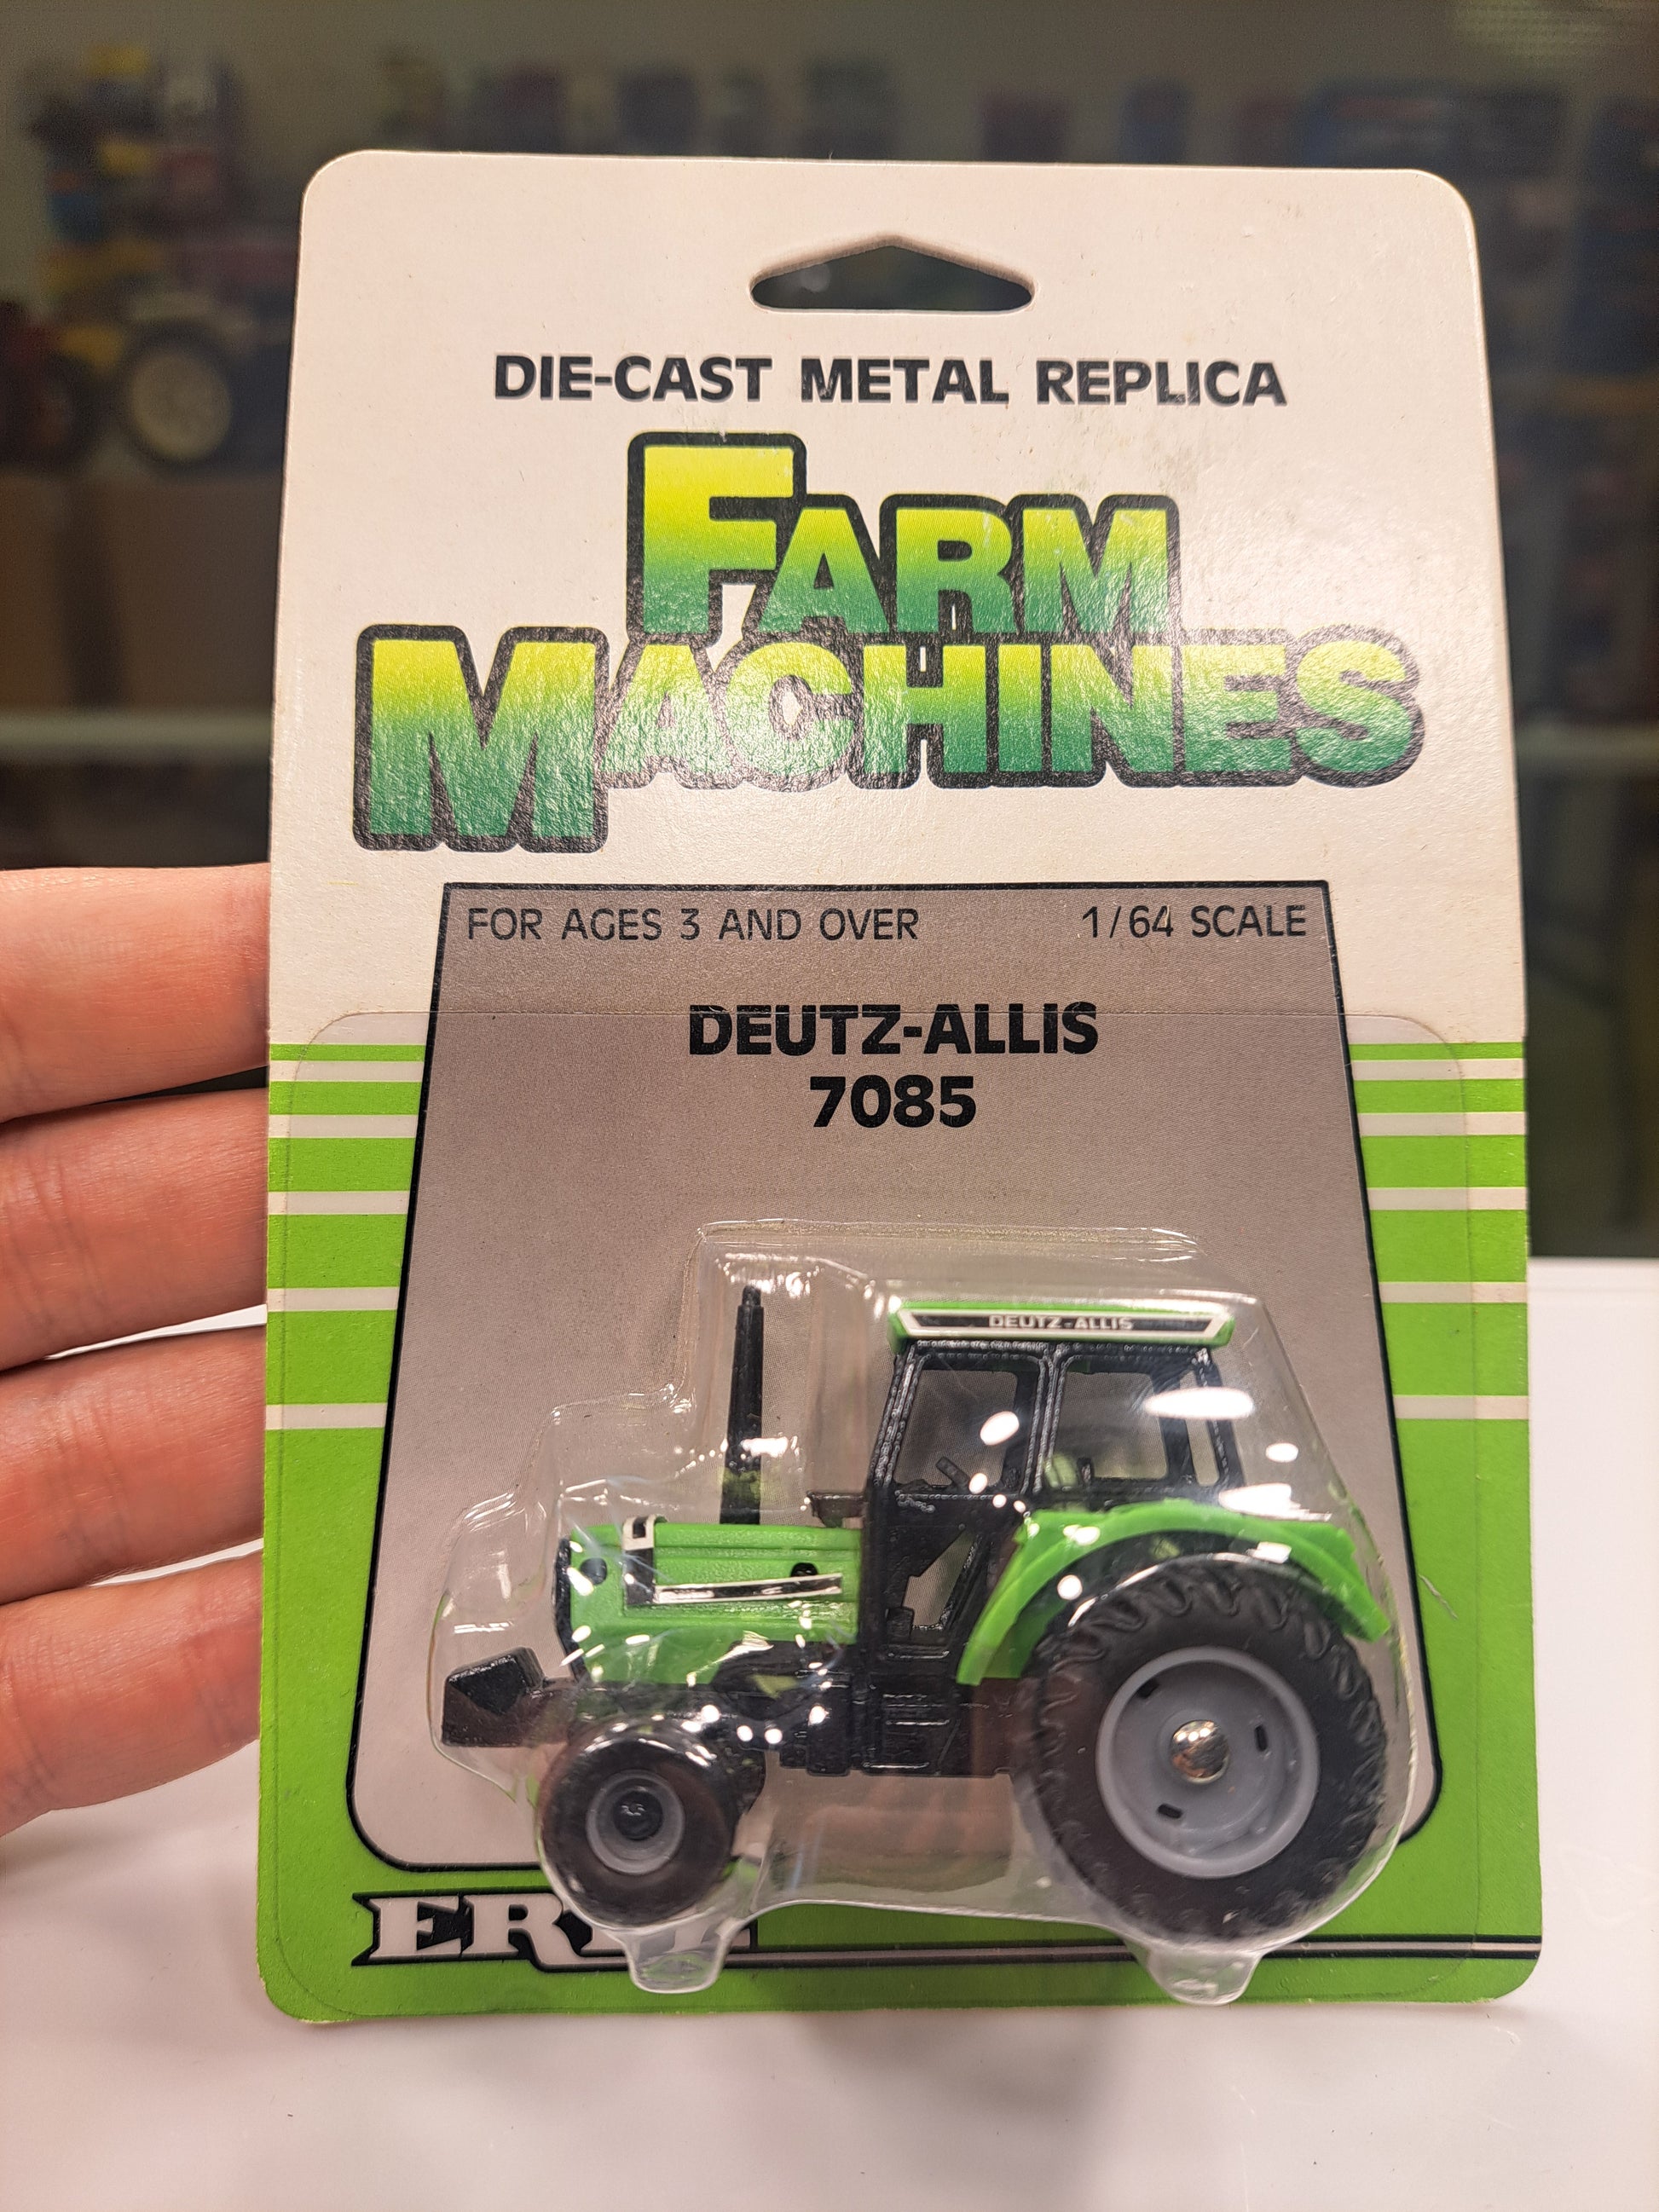 DIE-CAST METAL REPLICA
FARM
MACHINES
FOR AGES 3 AND OVER 1/64 SCALE
DEUTZ-ALLIS
7085
DEUTZ-ALLIS